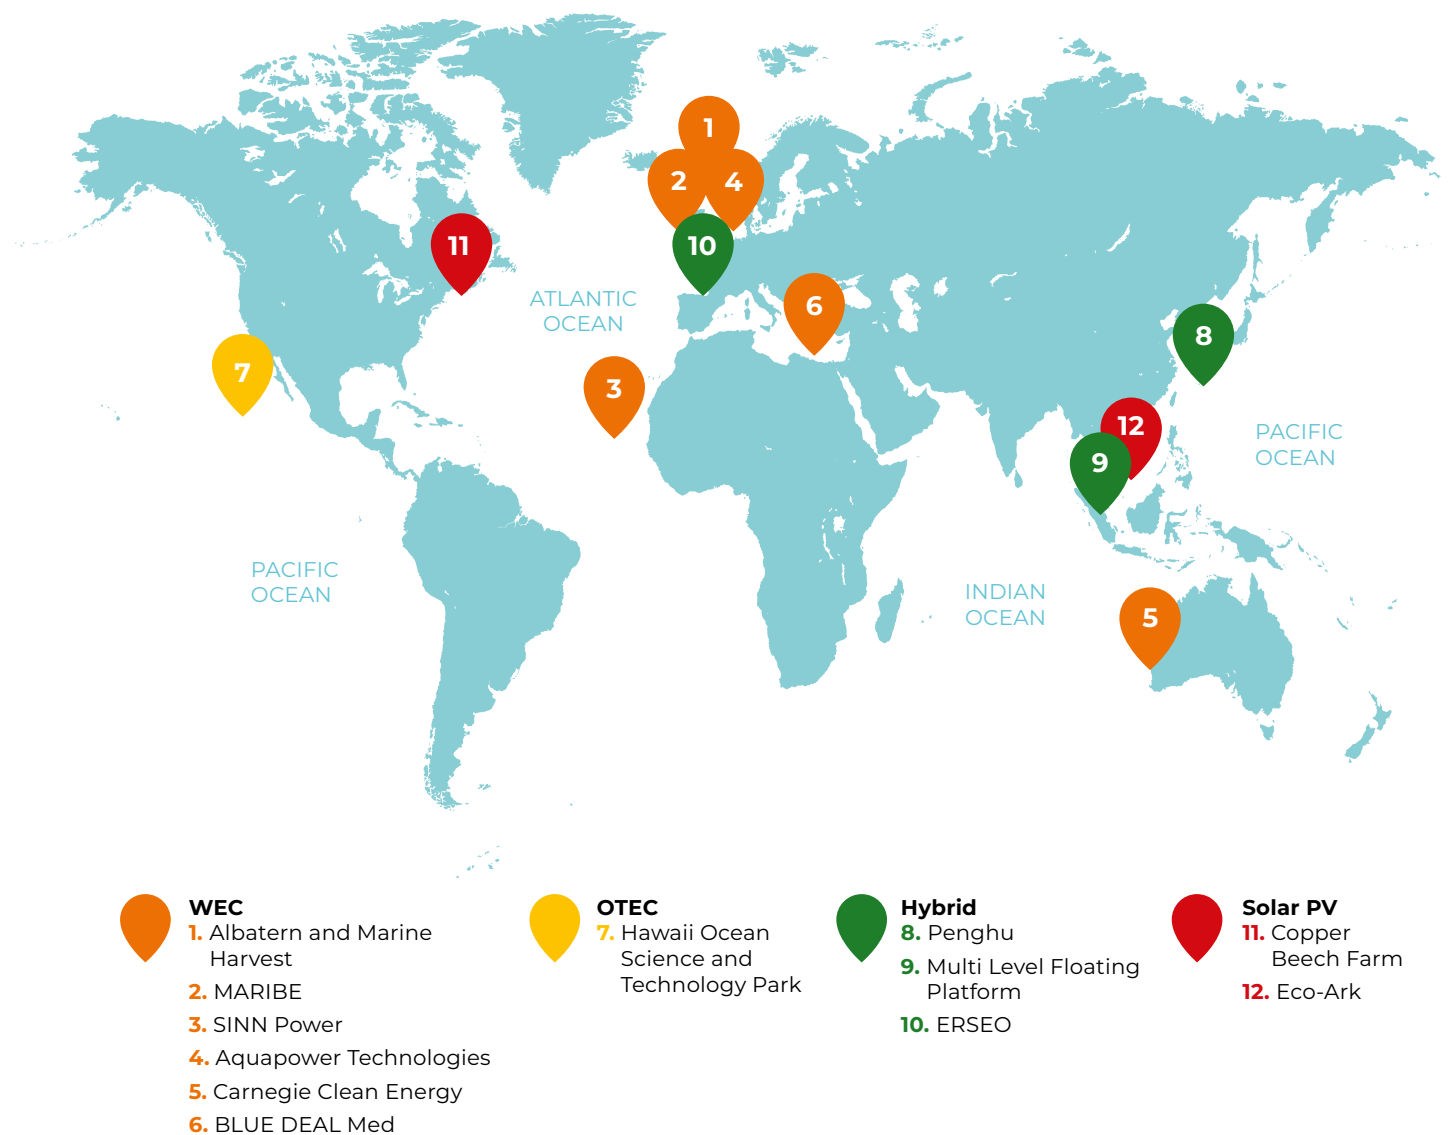 1
2
4
10
11
ATLANTIC
OCEAN
6
8
7
3
12
9
PACIFIC
OCEAN
PACIFIC
OCEAN
INDIAN
OCEAN
5
WEC
1. Albatern and Marine
Harvest
2. MARIBE
3. SINN Power
4. Aquapower Technologies
5. Carnegie Clean Energy
6. BLUE DEAL Med
OTEC
7. Hawaii Ocean
Science and
Technology Park
Hybrid
8. Penghu
9. Multi Level Floating
Platform
10. ERSEO
Solar PV
11. Copper
Beech Farm
12. Eco-Ark